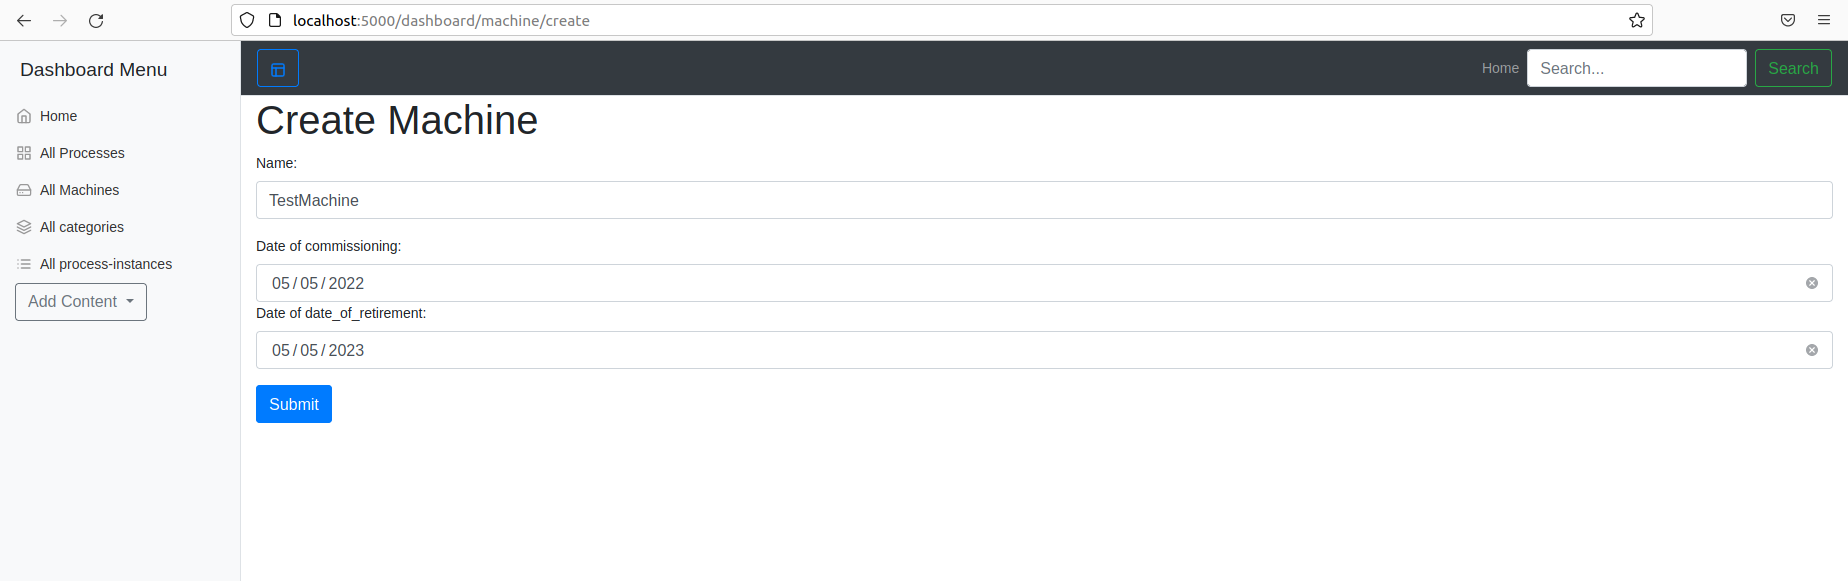 localhost:5000/dashboard/machine/create
Dashboard Menu
Home
All Processes
All Machines
All categories
All process-instances
Add Content
Home
Search...
Search
Create Machine
Name:
TestMachine
Date of commissioning:
05/05/2022
Date of date_of_retirement:
05/05/2023
Submit